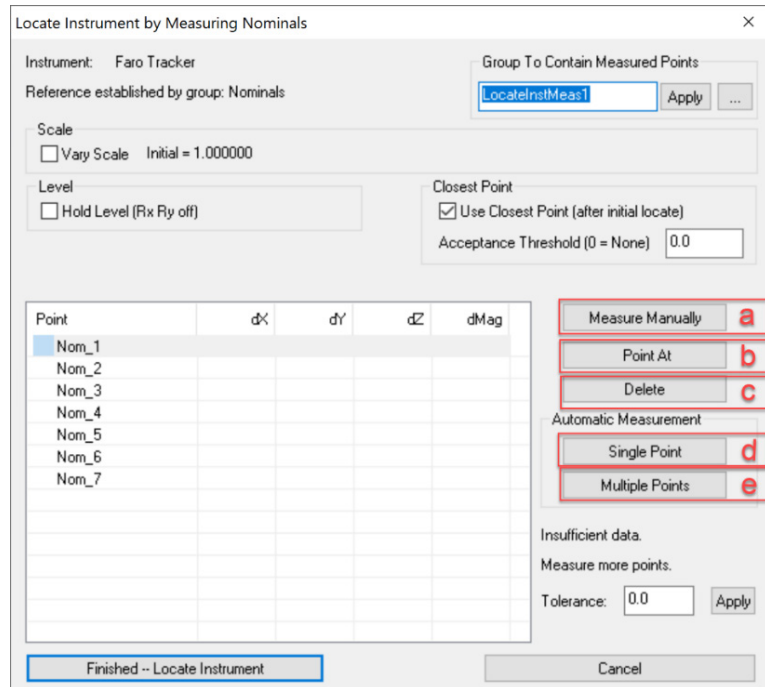 Locate Instrument by Measuring Nominals
Instrument: Faro Tracker
Reference established by group: Nominals
Group To Contain Measured Points
LocateInstMeas1 Apply ...
Scale
Vary Scale Initial = 1.000000
Level
Hold Level (Rx Ry off)
Closest Point
Use Closest Point (after initial locate)
Acceptance Threshold (0 = None) 0.0
Point dX dY dZ dMag
Nom_1
Nom_2
Nom_3
Nom_4
Nom_5
Nom_6
Nom_7
Measure Manually a
Point At b
Delete c
Automatic Measurement
Single Point d
Multiple Points e
Insufficient data.
Measure more points.
Tolerance: 0.0 Apply
Finished -- Locate Instrument Cancel